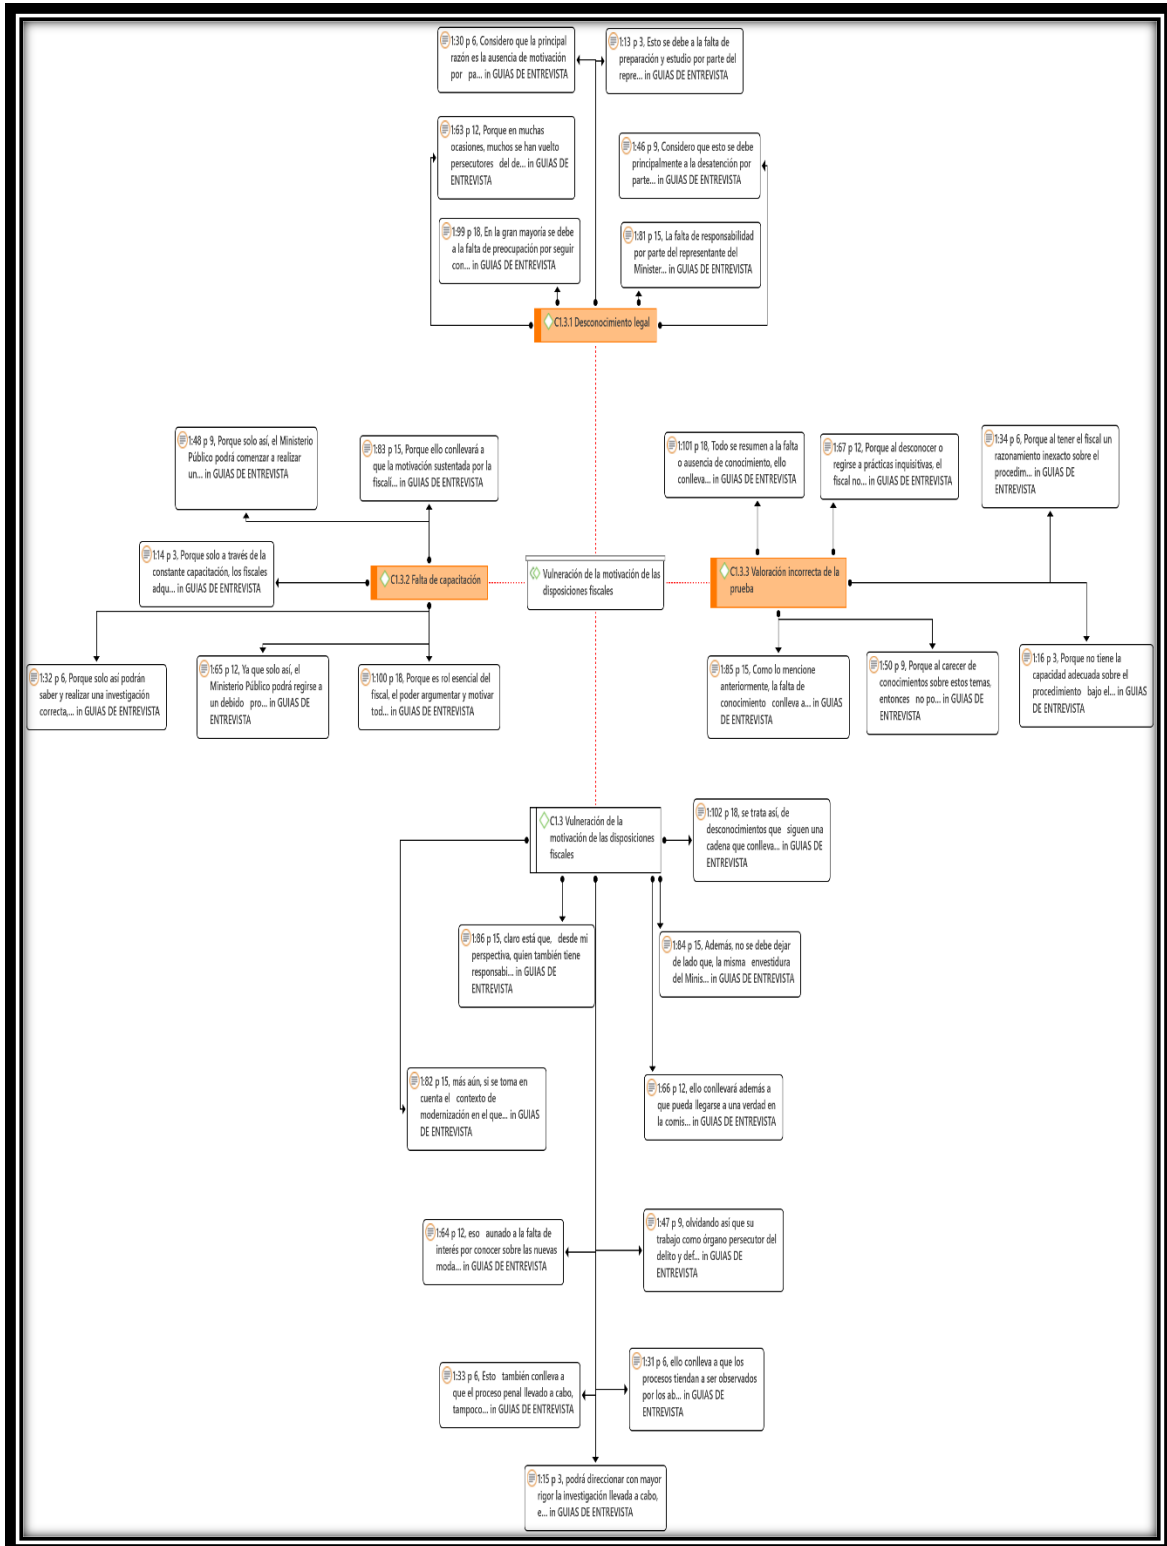 1:30 p 6, Considero que la principal
razón es la ausencia de motivación
por pa... in GUIAS DE ENTREVISTA
1:13 p 3, Esto se debe a la falta de
preparación y estudio por parte del
repre... in GUIAS DE ENTREVISTA
1:63 p 12, Porque en muchas
ocasiones, muchos se han vuelto
persecutores del de... in GUIAS DE
ENTREVISTA
1:46 p 9, Considero que esto se debe
principalmente a la desatención por
parte... in GUIAS DE ENTREVISTA
1:99 p 18, En la gran mayoria se debe
a la falta de preocupación por seguir
con... in GUIAS DE ENTREVISTA
1:81 p 15, La falta de responsabilidad
por parte del representante del
Minister... in GUIAS DE ENTREVISTA
C1.3.1 Desconocimiento legal
1:48 p 9, Porque solo así, el Ministerio
Público podrá comenzar a realizar
un... in GUIAS DE ENTREVISTA
1:83 p 15, Porque ello conllevará a
que la motivación sustentada por la
fiscalí... in GUIAS DE ENTREVISTA
1:101 p 18, Todo se resumen a la falta
o ausencia de conocimiento, ello
conlleva... in GUIAS DE ENTREVISTA
1:67 p 12, Porque al desconocer o
regirse a prácticas inquisitivas, el
fiscal no... in GUIAS DE ENTREVISTA
1:34 p 6, Porque al tener el fiscal un
razonamiento inexacto sobre el
procedim... in GUIAS DE
ENTREVISTA
1:14 p 3, Porque solo a través de la
constante capacitación, los fiscales
adqu... in GUIAS DE ENTREVISTA
C1.3.2 Falta de capacitación
Vulneración de la motivación de las
disposiciones fiscales
C1.3.3 Valoración incorrecta de la
prueba
1:32 p 6, Porque solo asi podrán
saber y realizar una investigación
correcta,... in GUIAS DE ENTREVISTA
1:65 p 12, Ya que solo así, el
Ministerio Público podrá regirse a
un debido pro... in GUIAS DE
ENTREVISTA
1:100 p 18, Porque es rol esencial del
fiscal, el poder argumentar y motivar
tod... in GUIAS DE ENTREVISTA
1:85 p 15, Como lo mencione
anteriormente, la falta de
conocimiento conlleva a... in GUIAS
DE ENTREVISTA
1:50 p 9, Porque al carecer de
conocimientos sobre estos temas,
entonces no po... in GUIAS DE
ENTREVISTA
1:16 p 3, Porque no tiene la
capacidad adecuada sobre el
procedimiento bajo el... in GUIAS
DE ENTREVISTA
C1.3 Vulneración de la
motivación de las disposiciones
fiscales
1:102 p 18, se trata así, de
desconocimientos que siguen una
cadena que conlleva... in GUIAS DE
ENTREVISTA
1:86 p 15, claro está que, desde mi
perspectiva, quien también tiene
responsabi... in GUIAS DE
ENTREVISTA
1:84 p 15, Además, no se debe dejar
de lado que, la misma envestidura
del Minis... in GUIAS DE ENTREVISTA
1:82 p 15, más aún, si se toma en
cuenta el contexto de
modernización en el que... in GUIAS
DE ENTREVISTA
1:66 p 12, ello conllevará además a
que pueda llegarse a una verdad en
la comis... in GUIAS DE ENTREVISTA
1:64 p 12, eso aunado a la falta de
interés por conocer sobre las nuevas
moda... in GUIAS DE ENTREVISTA
1:47 p 9, olvidando así que su
trabajo como órgano persecutor del
delito y def... in GUIAS DE
ENTREVISTA
1:33 p 6, Esto también conlleva a
que el proceso penal llevado a cabo,
tampoco... in GUIAS DE ENTREVISTA
1:31 p 6, ello conlleva a que los
procesos tiendan a ser observados
por los ab... in GUIAS DE
ENTREVISTA
1:15 p 3, podrá direccionar con mayor
rigor la investigación llevada a cabo,
e... in GUIAS DE ENTREVISTA